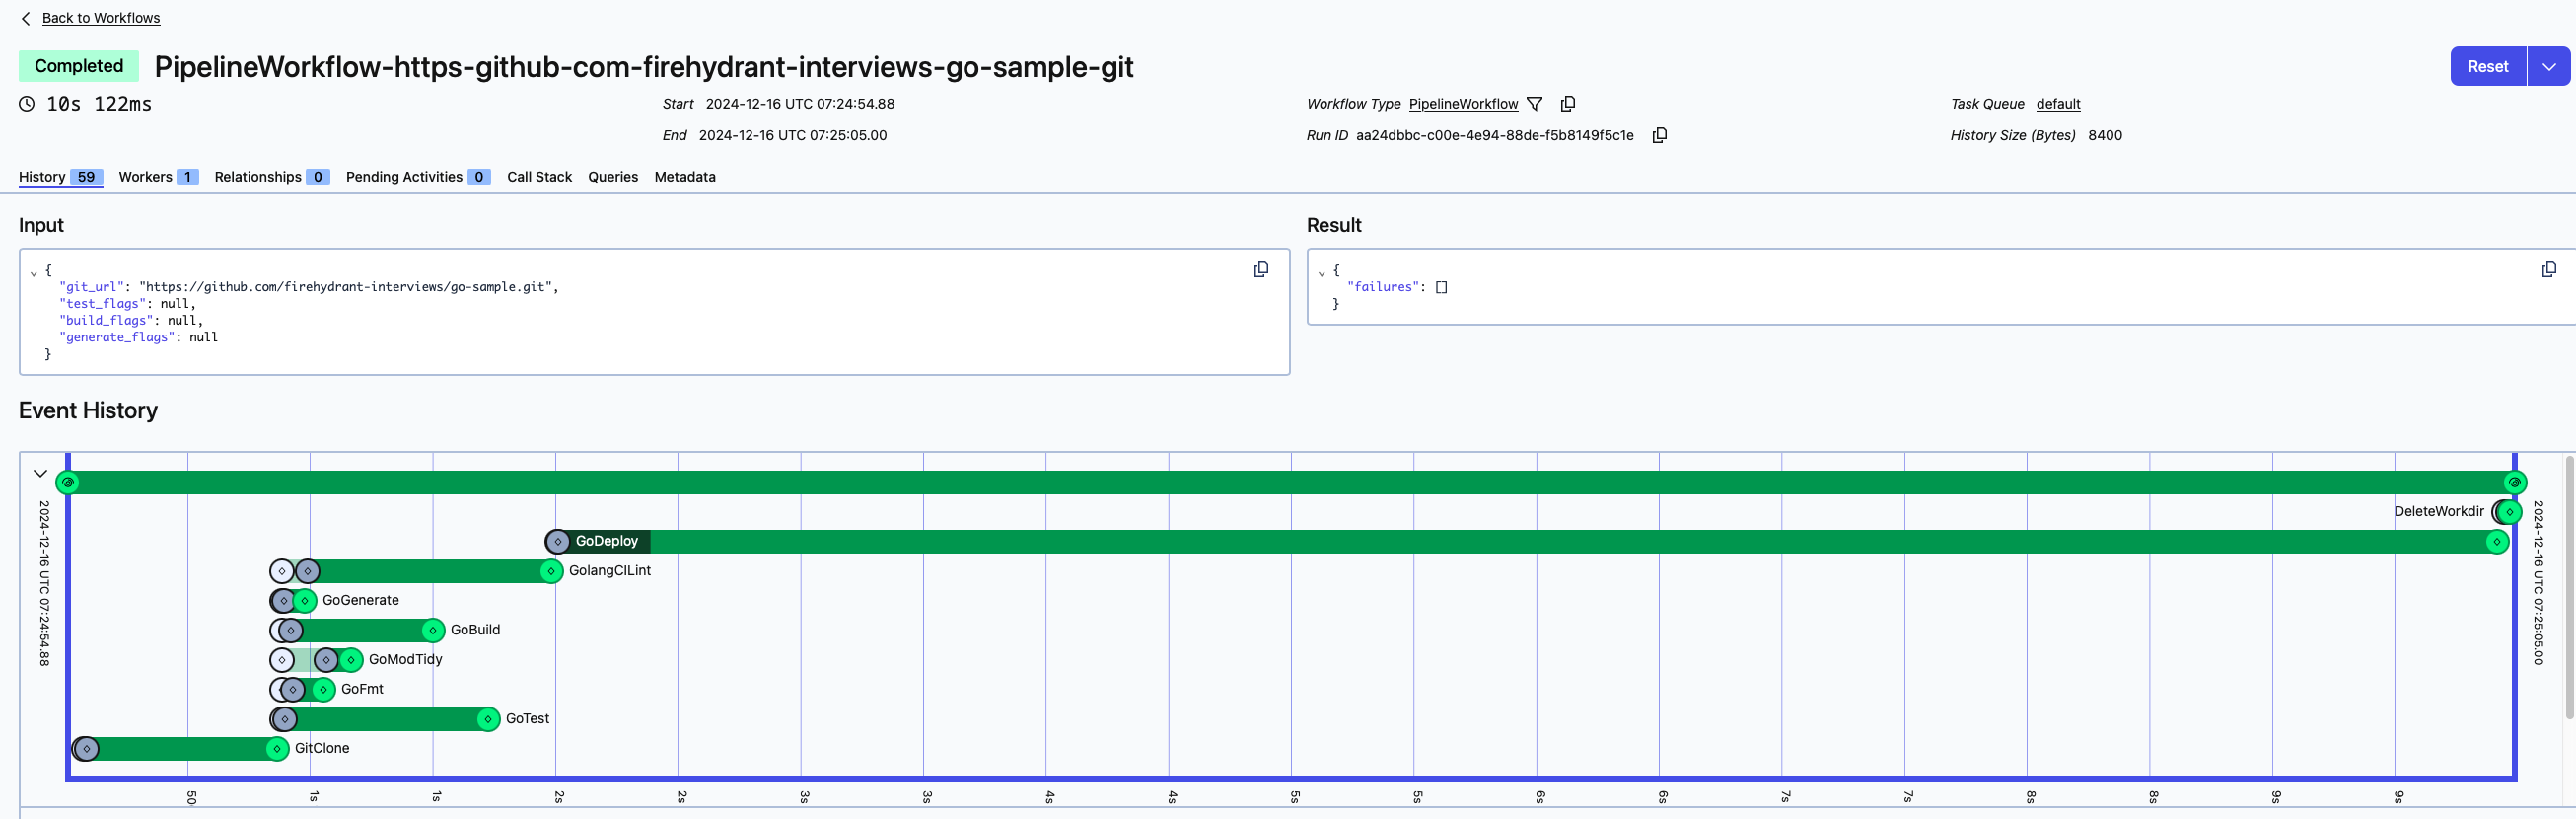 Back to Workflows
Completed PipelineWorkflow-https-github-com-firehydrant-interviews-go-sample-git Reset
10s 122ms Start 2024-12-16 UTC 07:24:54.88 Workflow Type PipelineWorkflow Task Queue default
End 2024-12-16 UTC 07:25:05.00 Run ID aa24dbbc-c00e-4e94-88de-f5b8149f5c1e History Size (Bytes) 8400
History 59 Workers 1 Relationships 0 Pending Activities 0 Call Stack Queries Metadata
Input
{
"git_url": "https://github.com/firehydrant-interviews/go-sample.git",
"test_flags": null,
"build_flags": null,
"generate_flags": null
}
Result
{
"failures": []
}
Event History
2024-12-16 UTC 07:24:54.88
DeleteWorkdir
GoDeploy
GolangCILint
GoGenerate
GoBuild
GoModTidy
GoFmt
GoTest
GitClone
2024-12-16 UTC 07:25:05.00
50 1s 1s 2s 2s 3s 3s 4s 4s 5s 5s 6s 6s 7s 7s 8s 8s 9s 9s